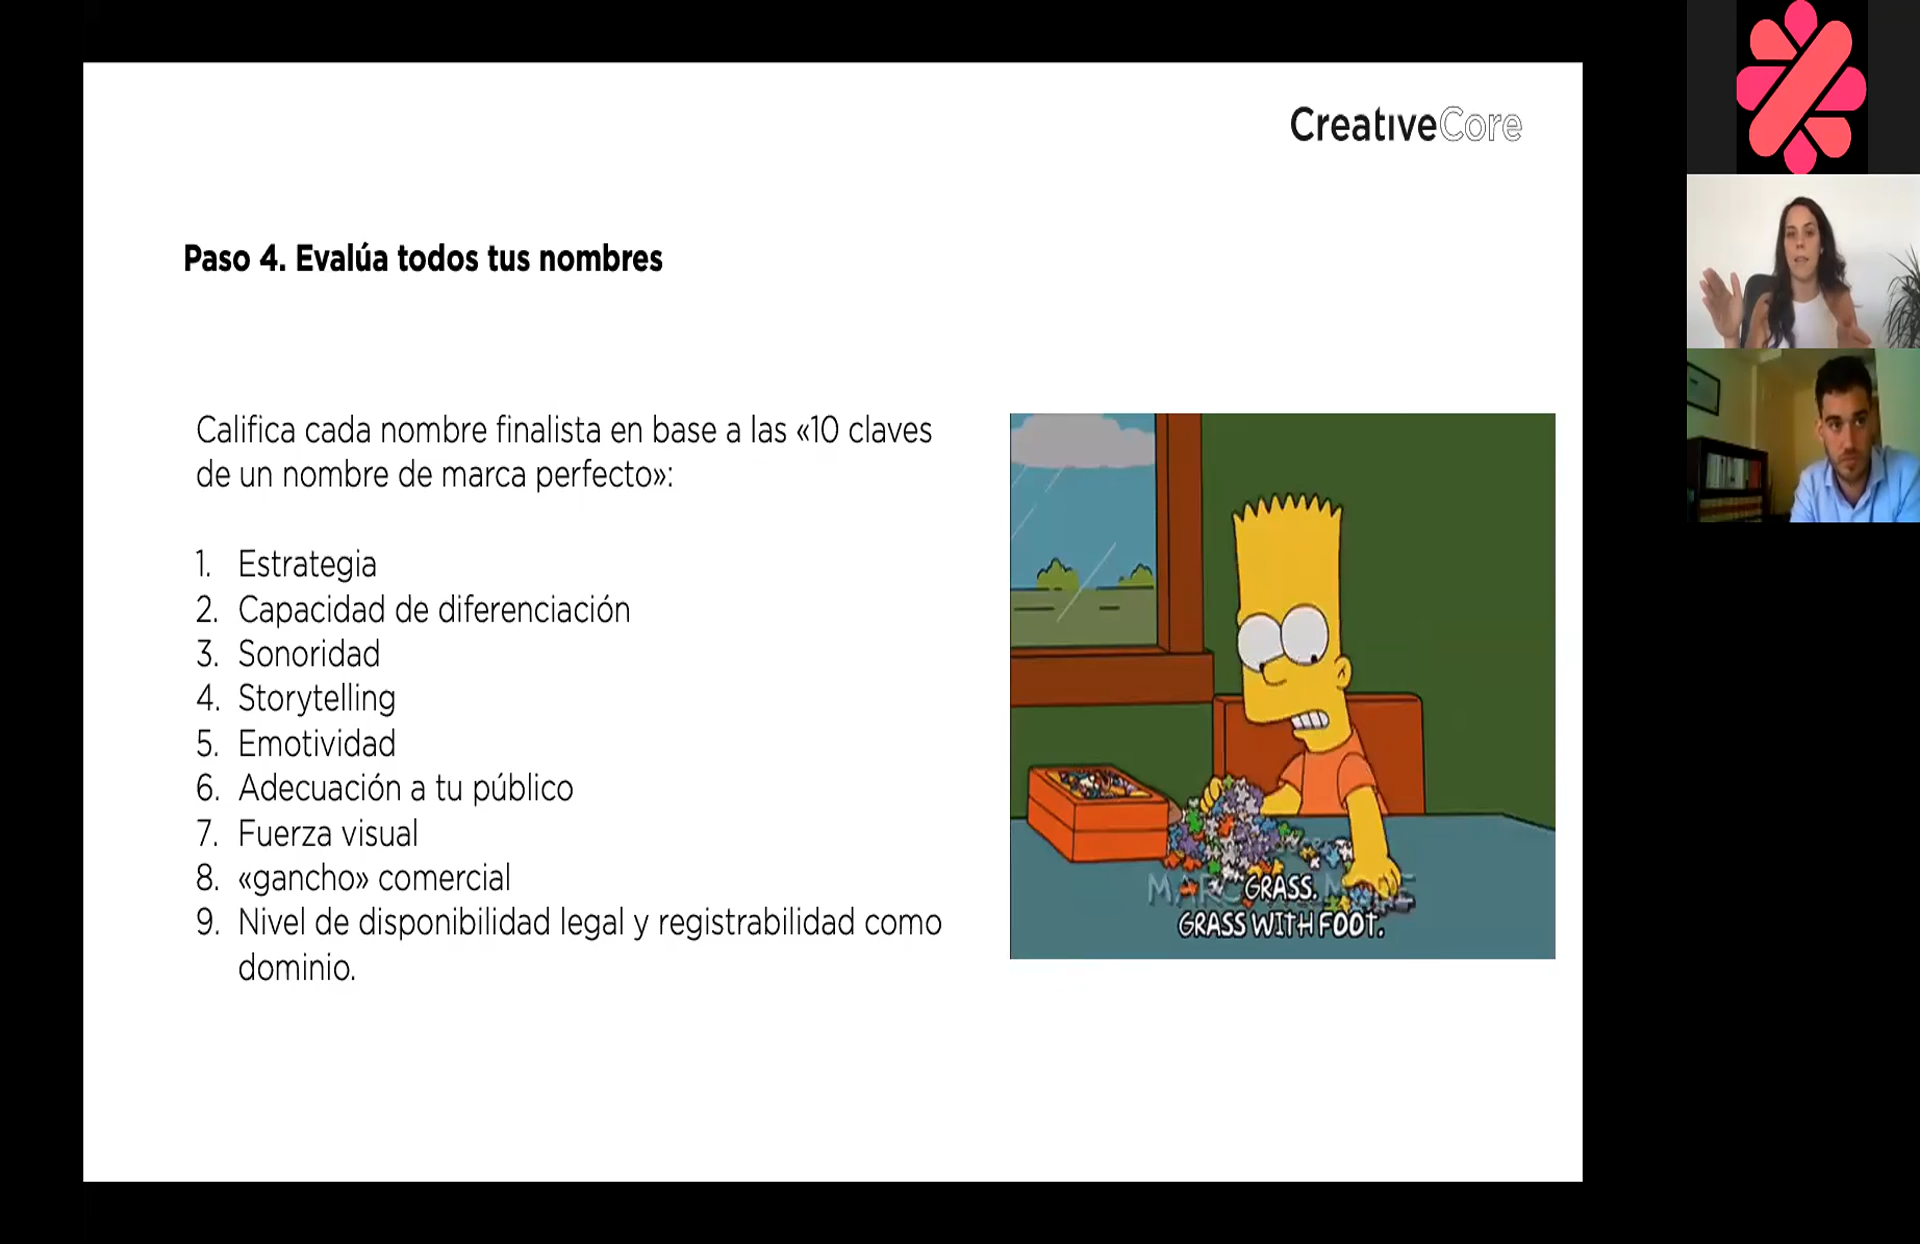 CreatıveCore
Paso 4. Evalúa todos tus nombres
Califica cada nombre finalista en base a las «10 claves
de un nombre de marca perfecto»:
1. Estrategia
2. Capacidad de diferenciación
3. Sonoridad
4. Storytelling
5. Emotividad
6. Adecuación a tu público
7. Fuerza visual
8. «gancho» comercial
9. Nivel de disponibilidad legal y registrabilidad como
dominio.
GRASS.
GRASS WITH FOOT.